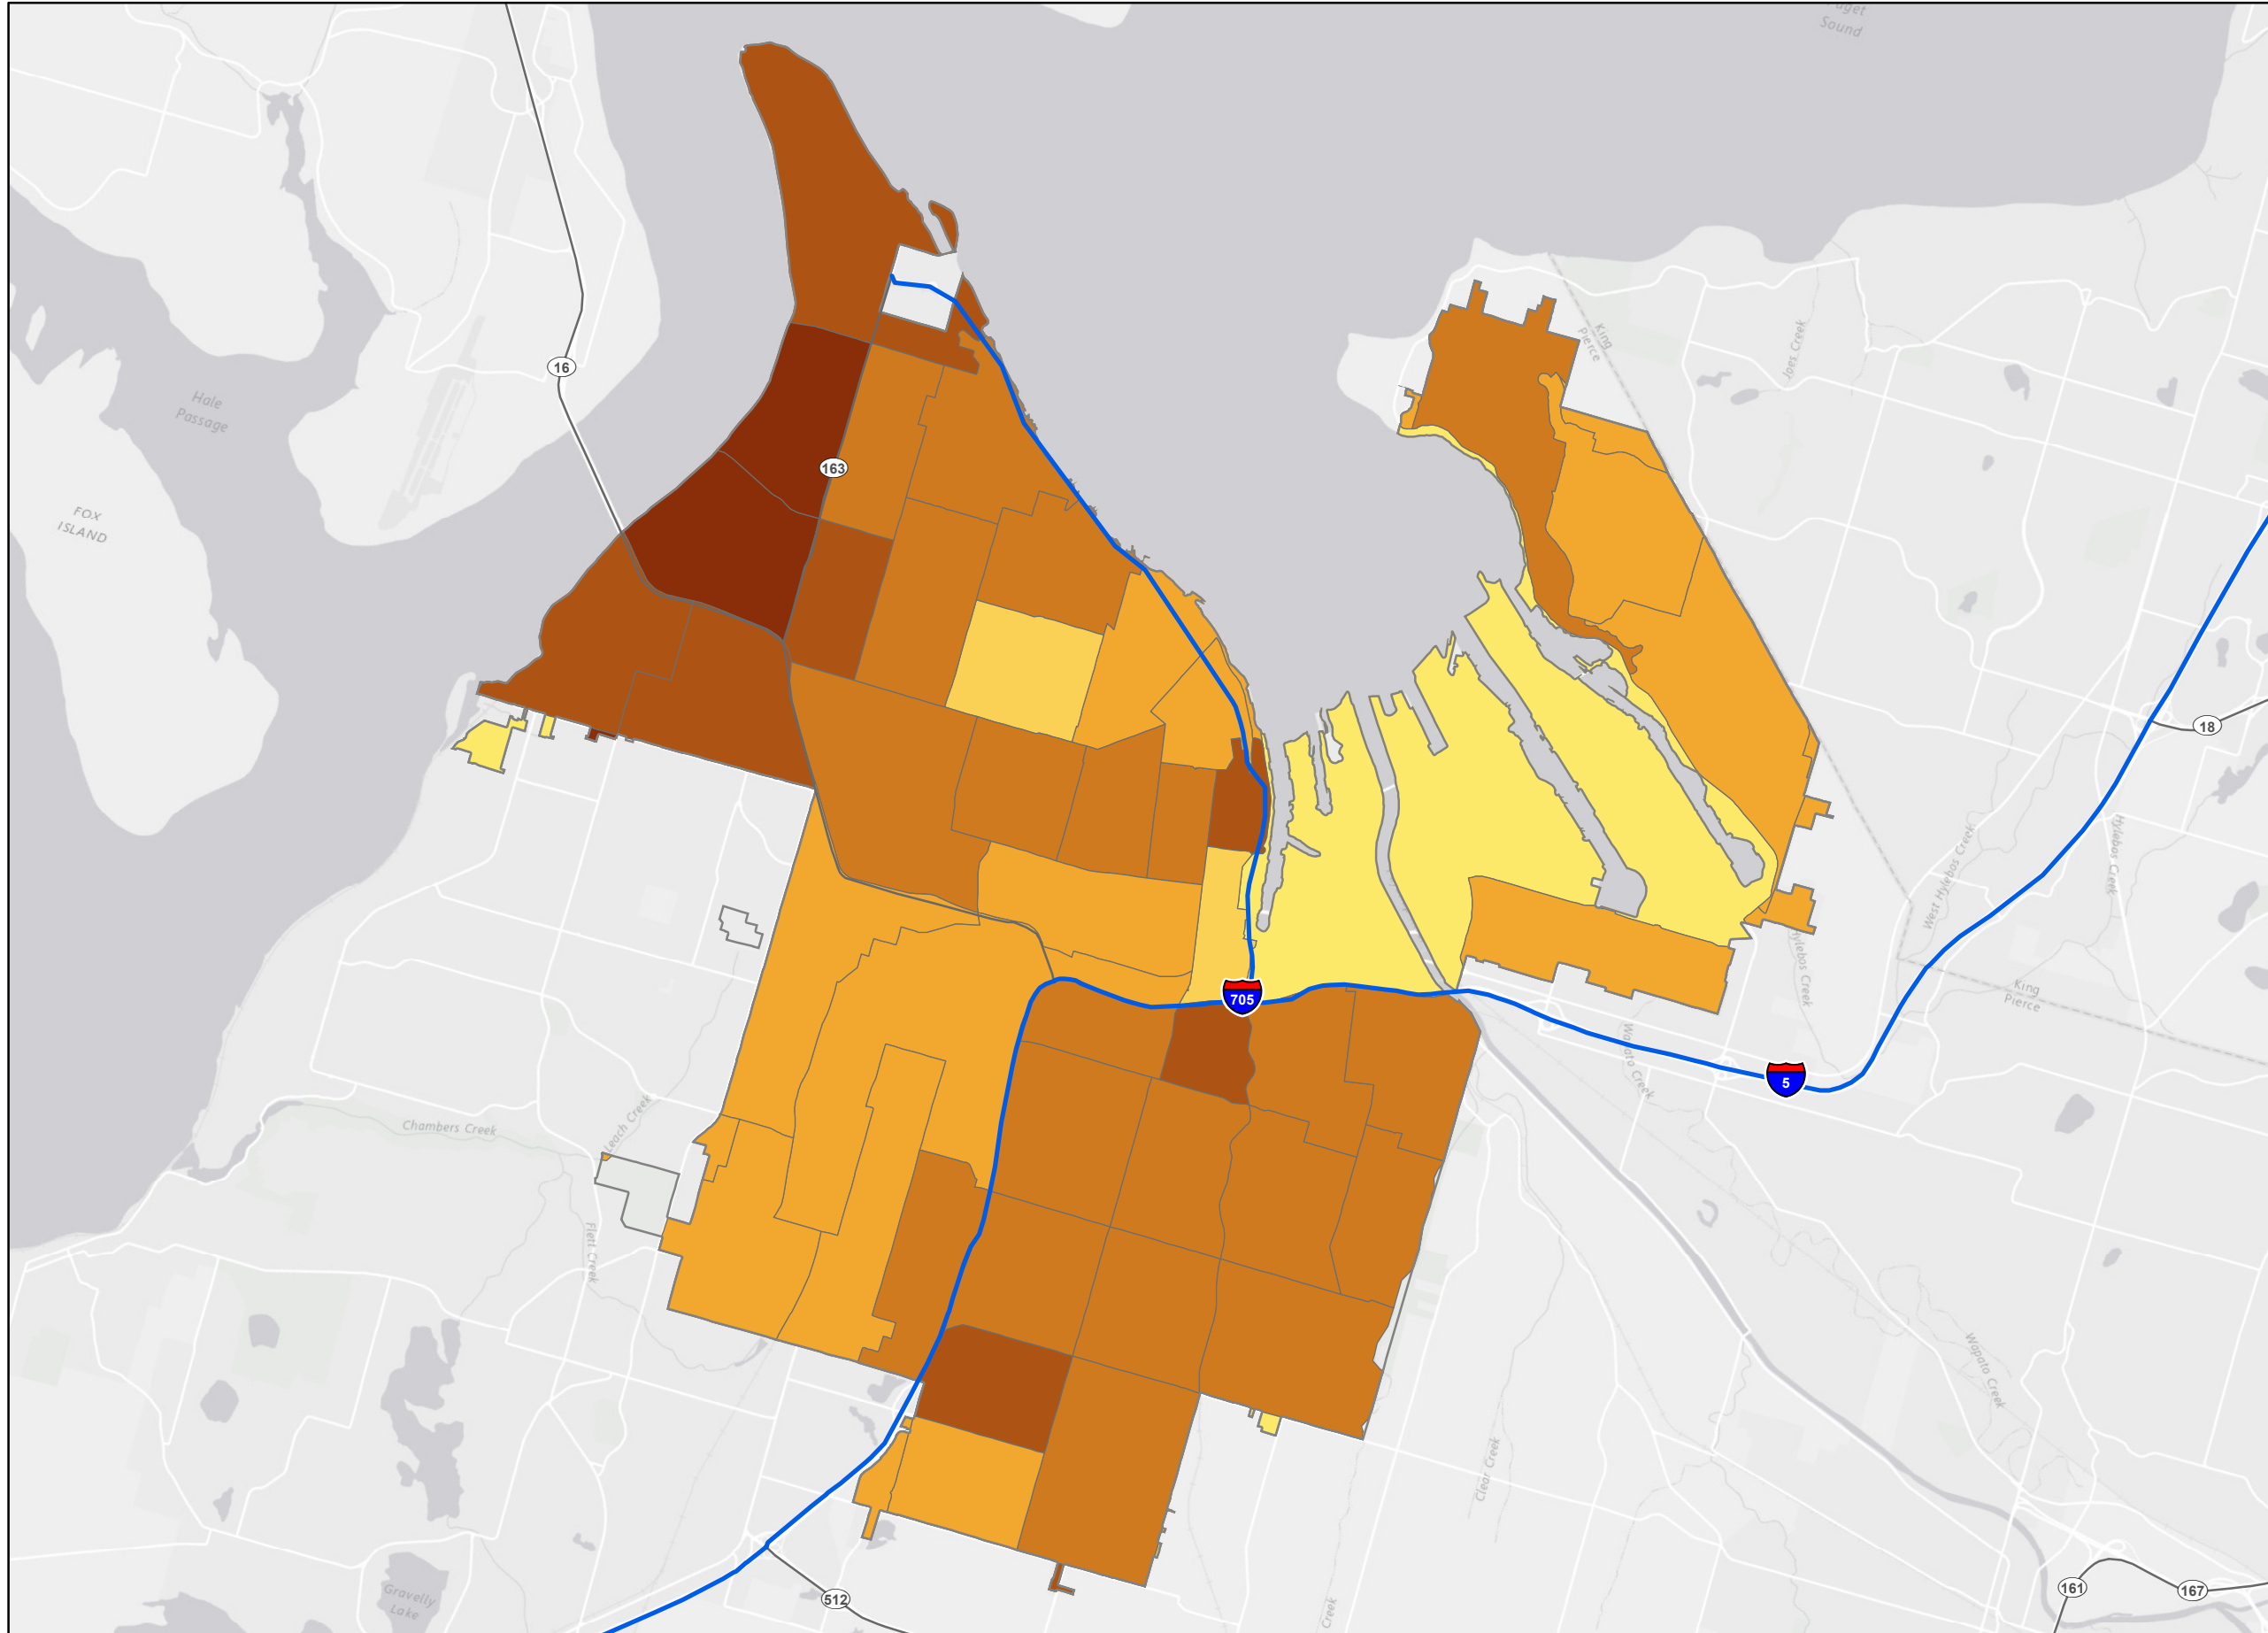 Puget
Sound
16
Hale
Passage
FOX
ISLAND
163
King
Pierce
Joes Creek
18
West Hylebos Creek
Hylebos Creek
Hylebos Creek
King
Pierce
705
5
Wapato Creek
Leach Creek
Chambers Creek
Flett Creek
Wapato Creek
Clear Creek
Creek
Gravelly
Lake
512
161
167